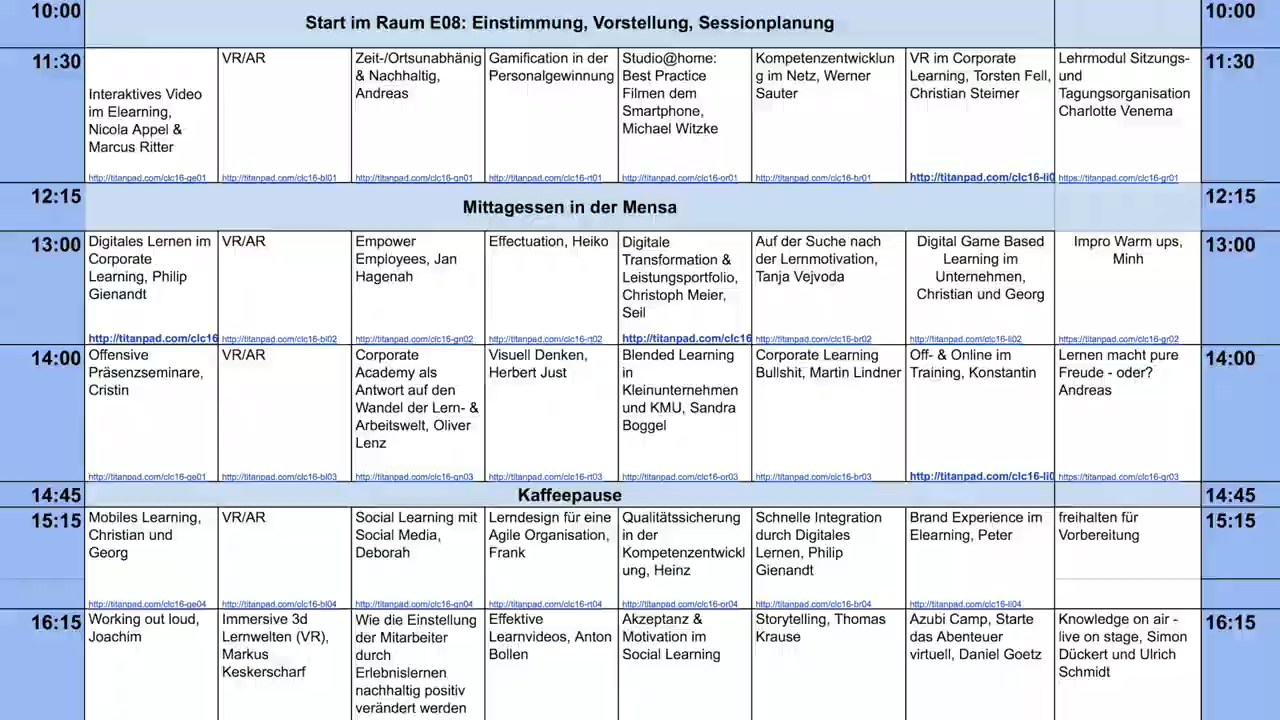 10:00
Start im Raum E08: Einstimmung, Vorstellung, Sessionplanung
10:00
11:30
Interaktives Video
im Elearning,
Nicola Appel &
Marcus Ritter
http://titanpad.com/clc16-ge01
VR/AR
http://titanpad.com/clc16-bl01
Zeit-/Ortsunabhänig
& Nachhaltig,
Andreas
http://titanpad.com/clc16-gn01
Gamification in der
Personalgewinnung
http://titanpad.com/clc16-rt01
Studio@home:
Best Practice
Filmen dem
Smartphone,
Michael Witzke
http://titanpad.com/clc16-or01
Kompetenzentwicklun
g im Netz, Werner
Sauter
http://titanpad.com/clc16-br01
VR im Corporate
Learning, Torsten Fell,
Christian Steimer
http://titanpad.com/clc16-li0
Lehrmodul Sitzungs-
und
Tagungsorganisation
Charlotte Venema
https://titanpad.com/clc16-gr01
11:30
12:15
Mittagessen in der Mensa
12:15
13:00
Digitales Lernen im
Corporate
Learning, Philip
Gienandt
http://titanpad.com/clc16
VR/AR
http://titanpad.com/clc16-bl02
Empower
Employees, Jan
Hagenah
http://titanpad.com/clc16-gn02
Effectuation, Heiko
http://titanpad.com/clc16-rt02
Digitale
Transformation &
Leistungsportfolio,
Christoph Meier,
Seil
http://titanpad.com/clc16
Auf der Suche nach
der Lernmotivation,
Tanja Vejvoda
http://titanpad.com/clc16-br02
Digital Game Based
Learning im
Unternehmen,
Christian und Georg
http://titanpad.com/clc16-li02
Impro Warm ups,
Minh
https://titanpad.com/clc16-gr02
13:00
14:00
Offensive
Präsenzseminare,
Cristin
http://titanpad.com/clc16-ge01
VR/AR
http://titanpad.com/clc16-bl03
Corporate
Academy als
Antwort auf den
Wandel der Lern- &
Arbeitswelt, Oliver
Lenz
http://titanpad.com/clc16-gn03
Visuell Denken,
Herbert Just
http://titanpad.com/clc16-rt03
Blended Learning
in
Kleinunternehmen
und KMU, Sandra
Boggel
http://titanpad.com/clc16-or03
Corporate Learning
Bullshit, Martin Lindner
http://titanpad.com/clc16-br03
Off- & Online im
Training, Konstantin
http://titanpad.com/clc16-li0
Lernen macht pure
Freude - oder?
Andreas
https://titanpad.com/clc16-gr03
14:00
14:45
Kaffeepause
14:45
15:15
Mobiles Learning,
Christian und
Georg
http://titanpad.com/clc16-ge04
VR/AR
http://titanpad.com/clc16-bl04
Social Learning mit
Social Media,
Deborah
http://titanpad.com/clc16-gn04
Lerndesign für eine
Agile Organisation,
Frank
http://titanpad.com/clc16-rt04
Qualitätssicherung
in der
Kompetenzentwickl
ung, Heinz
http://titanpad.com/clc16-or04
Schnelle Integration
durch Digitales
Lernen, Philip
Gienandt
http://titanpad.com/clc16-br04
Brand Experience im
Elearning, Peter
http://titanpad.com/clc16-li04
freihalten für
Vorbereitung
15:15
16:15
Working out loud,
Joachim
Immersive 3d
Lernwelten (VR),
Markus
Keskerscharf
Wie die Einstellung
der Mitarbeiter
durch
Erlebnislernen
nachhaltig positiv
verändert werden
Effektive
Learnvideos, Anton
Bollen
Akzeptanz &
Motivation im
Social Learning
Storytelling, Thomas
Krause
Azubi Camp, Starte
das Abenteuer
virtuell, Daniel Goetz
Knowledge on air -
live on stage, Simon
Dückert und Ulrich
Schmidt
16:15